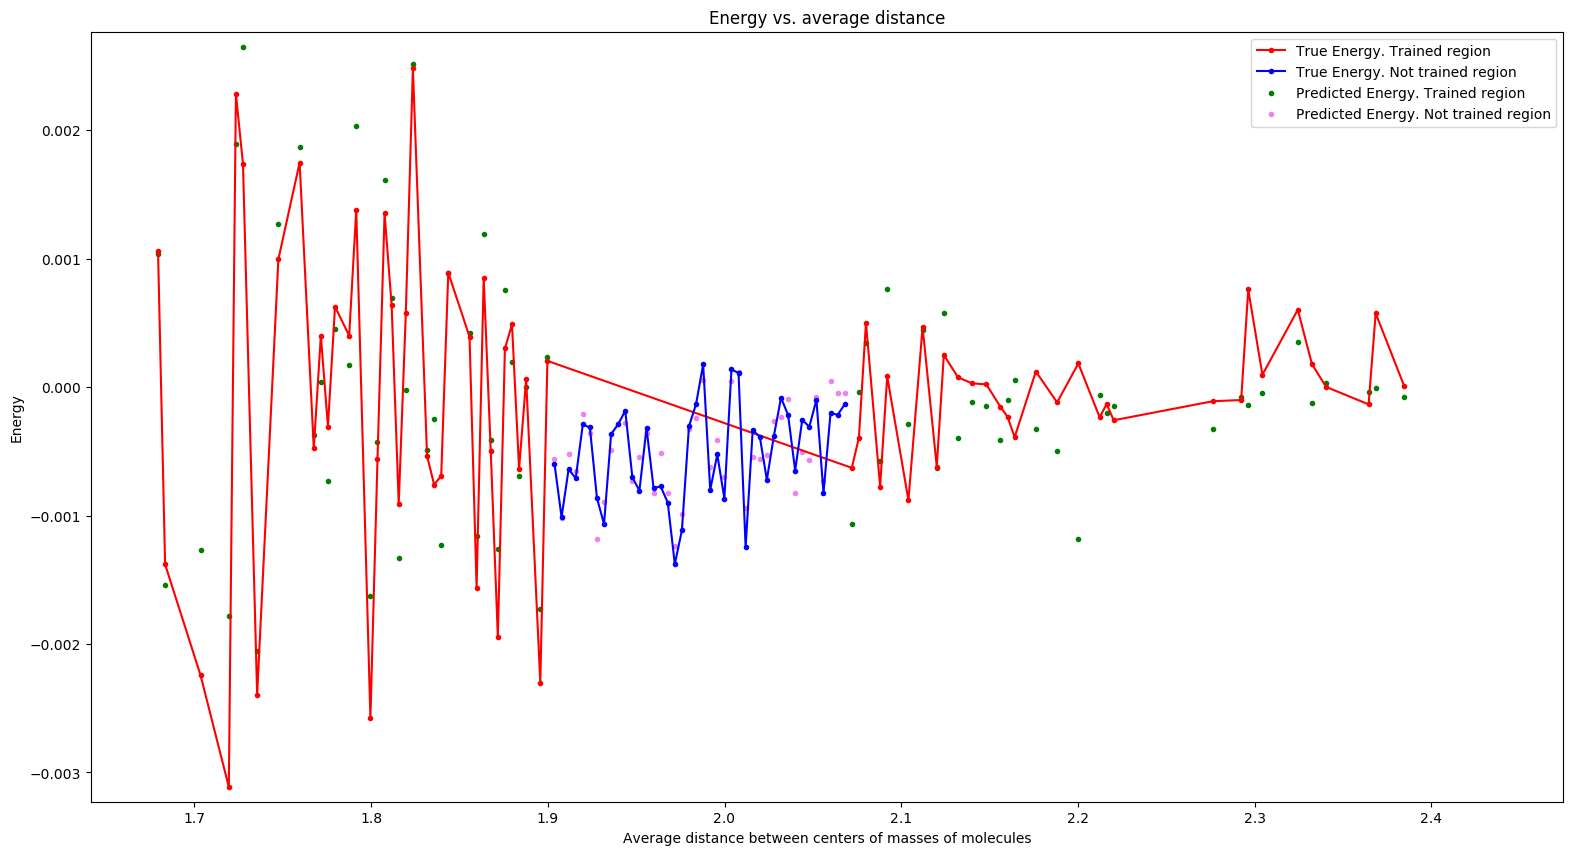 Energy vs. average distance
True Energy. Trained region
True Energy. Not trained region
Predicted Energy. Trained region
Predicted Energy. Not trained region
Energy
0.002
0.001
0.000
−0.001
−0.002
−0.003
1.7 1.8 1.9 2.0 2.1 2.2 2.3 2.4
Average distance between centers of masses of molecules